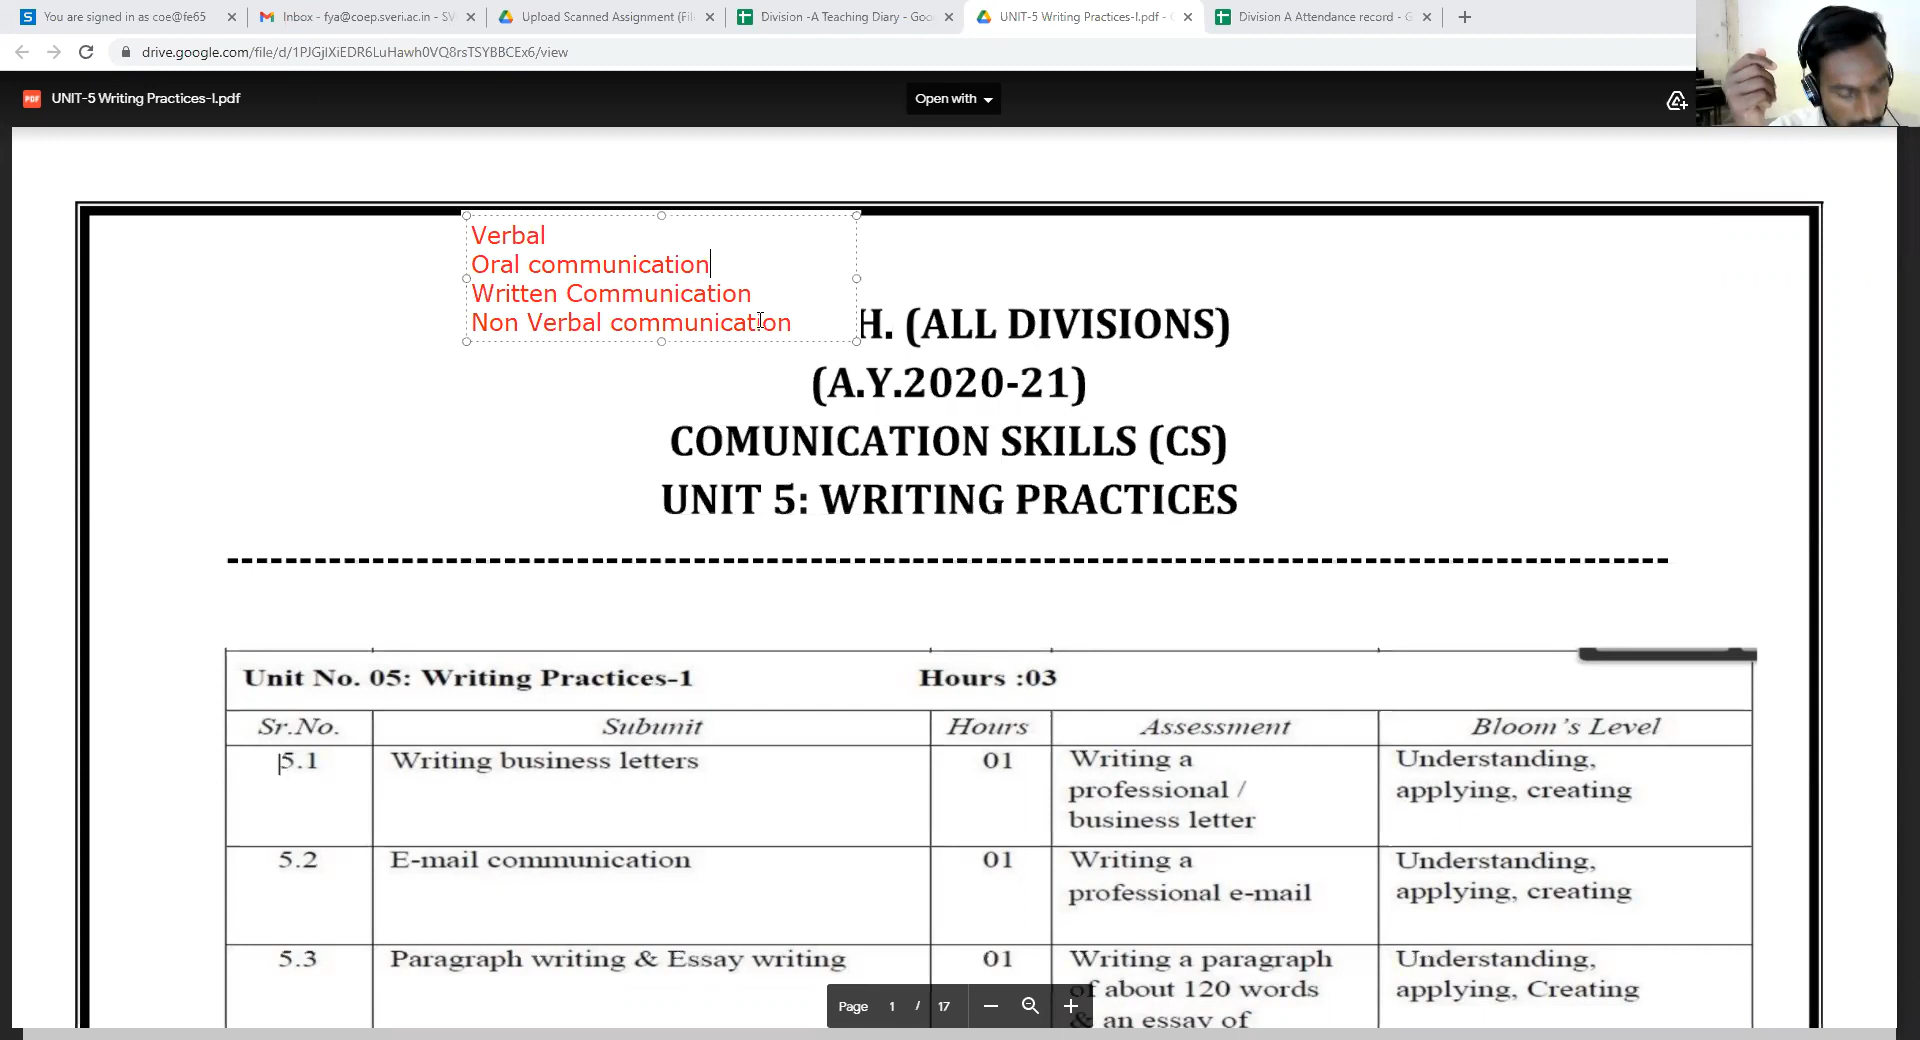 You are signed in as coe@fe65
Inbox - fya@coep.sveri.ac.in - SV
Upload Scanned Assignment (Fil
Division -A Teaching Diary - Goo
UNIT-5 Writing Practices-I.pdf - G
Division A Attendance record - G
drive.google.com/file/d/1PJGjIXiEDR6LuHawh0VQ8rsTSYBBCEx6/view
PDF UNIT-5 Writing Practices-I.pdf
Open with
Verbal
Oral communication
Written Communication
Non Verbal communication
H. (ALL DIVISIONS)
(A.Y.2020-21)
COMUNICATION SKILLS (CS)
UNIT 5: WRITING PRACTICES
Unit No. 05: Writing Practices-1 Hours :03
Sr.No. Subunit Hours Assessment Bloom's Level
5.1 Writing business letters 01 Writing a professional / business letter Understanding, applying, creating
5.2 E-mail communication 01 Writing a professional e-mail Understanding, applying, creating
5.3 Paragraph writing & Essay writing 01 Writing a paragraph of about 120 words & an essay of Understanding, applying, Creating
Page 1 / 17